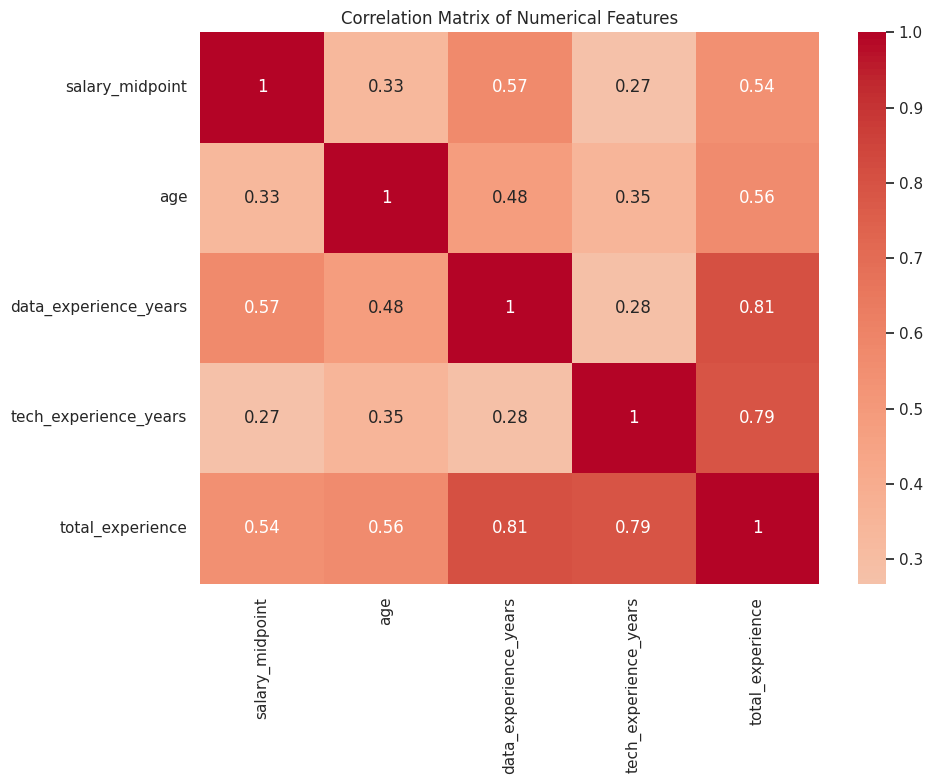 Correlation Matrix of Numerical Features
salary_midpoint 1 0.33 0.57 0.27 0.54
age 0.33 1 0.48 0.35 0.56
data_experience_years 0.57 0.48 1 0.28 0.81
tech_experience_years 0.27 0.35 0.28 1 0.79
total_experience 0.54 0.56 0.81 0.79 1
salary_midpoint
age
data_experience_years
tech_experience_years
total_experience
1.0
0.9
0.8
0.7
0.6
0.5
0.4
0.3